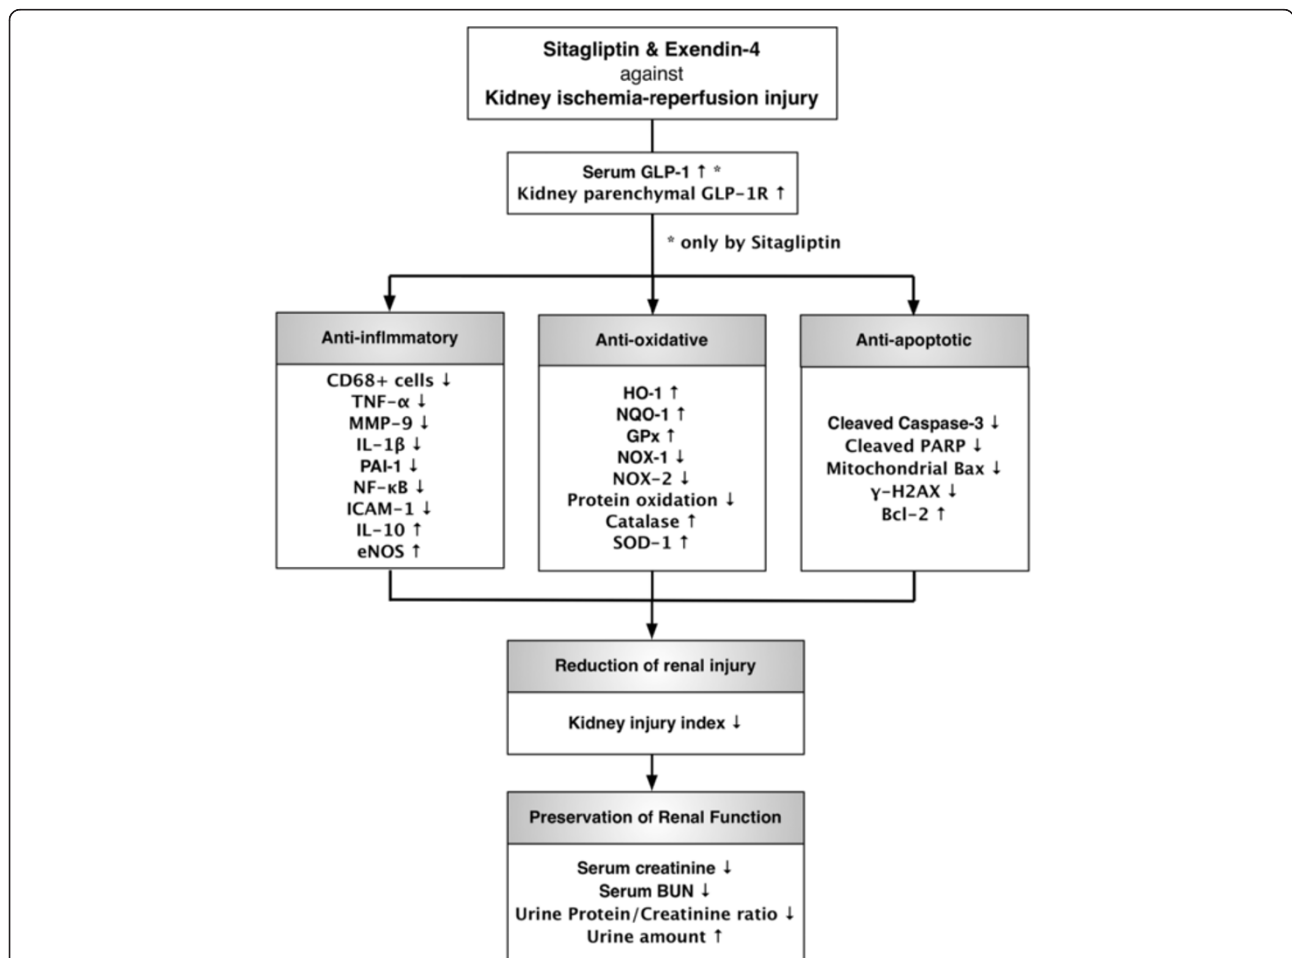 Sitagliptin & Exendin-4
against
Kidney ischemia-reperfusion injury
Serum GLP-1 ↑ *
Kidney parenchymal GLP-1R ↑
* only by Sitagliptin
Anti-inflmmatory
CD68+ cells ↓
TNF-α ↓
MMP-9 ↓
IL-1β ↓
PAI-1 ↓
NF-κB ↓
ICAM-1 ↓
IL-10 ↑
eNOS ↑
Anti-oxidative
HO-1 ↑
NQO-1 ↑
GPx ↑
NOX-1 ↓
NOX-2 ↓
Protein oxidation ↓
Catalase ↑
SOD-1 ↑
Anti-apoptotic
Cleaved Caspase-3 ↓
Cleaved PARP ↓
Mitochondrial Bax ↓
γ-H2AX ↓
Bcl-2 ↑
Reduction of renal injury
Kidney injury index ↓
Preservation of Renal Function
Serum creatinine ↓
Serum BUN ↓
Urine Protein/Creatinine ratio ↓
Urine amount ↑